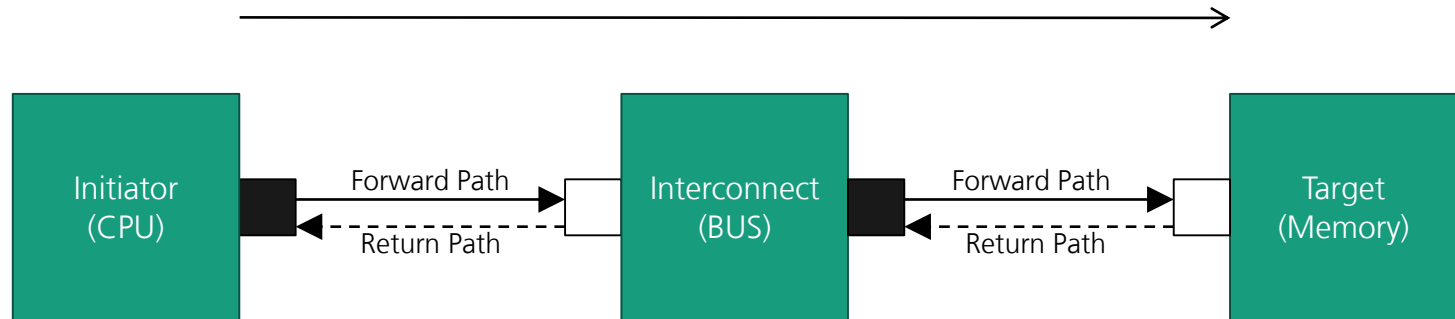 Initiator
(CPU)
Forward Path
Return Path
Interconnect
(BUS)
Forward Path
Return Path
Target
(Memory)